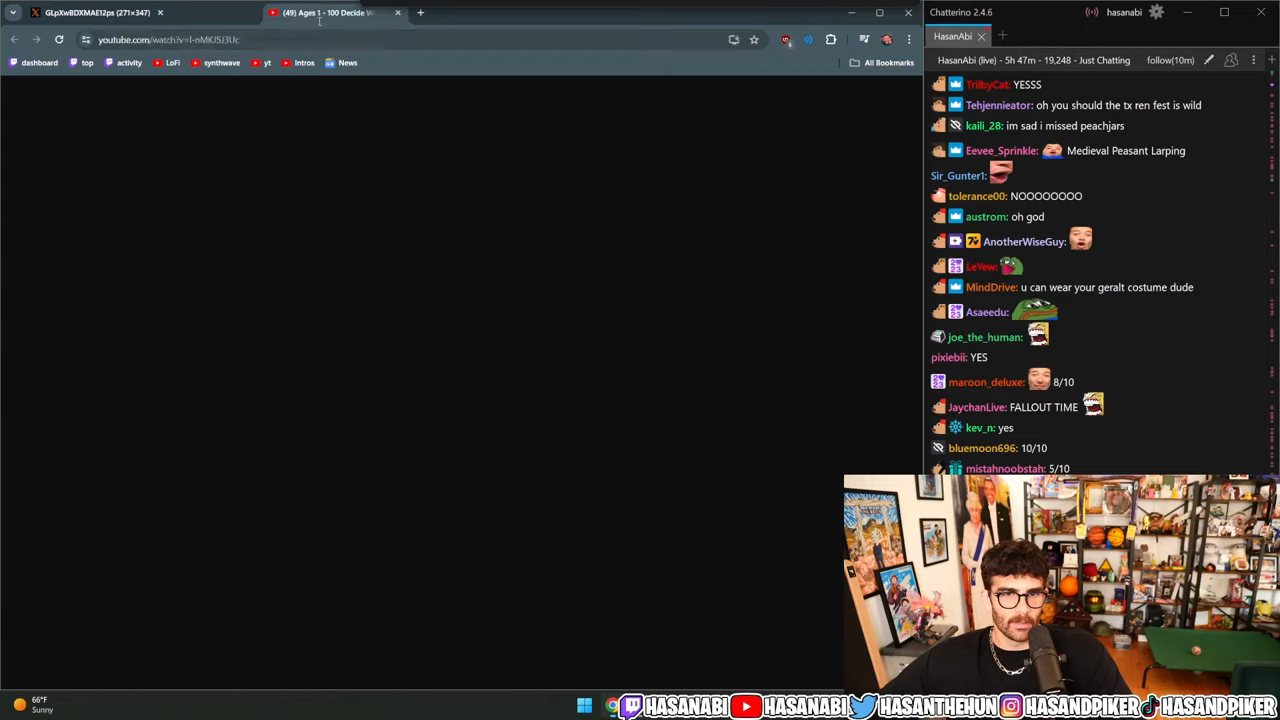 GLpXwBDXMAE12ps (271×347)
(49) Ages 1 - 100 Decide W
youtube.com/watch?v=I-nMKJ5J3Uc
dashboard
top
activity
LoFi
synthwave
yt
Intros
News
All Bookmarks
Chatterino 2.4.6
hasanabi
HasanAbi
HasanAbi (live) - 5h 47m - 19,248 - Just Chatting
follow(10m)
TrilbyCat: YESSS
Tehjennieator: oh you should the tx ren fest is wild
kaili_28: im sad i missed peachjars
Eevee_Sprinkle: Medieval Peasant Larping
Sir_Gunter1:
tolerance00: NOOOOOOOO
austrom: oh god
AnotherWiseGuy:
LeYew:
MindDrive: u can wear your geralt costume dude
Asaeedu:
joe_the_human:
pixiebii: YES
maroon_deluxe: 8/10
JaychanLive: FALLOUT TIME
kev_n: yes
bluemoon696: 10/10
mistahnoobstah: 5/10
66°F
Sunny
HASANABI
HASANABI
HASANTHEHUN
HASANDPIKER
HASANDPIKER